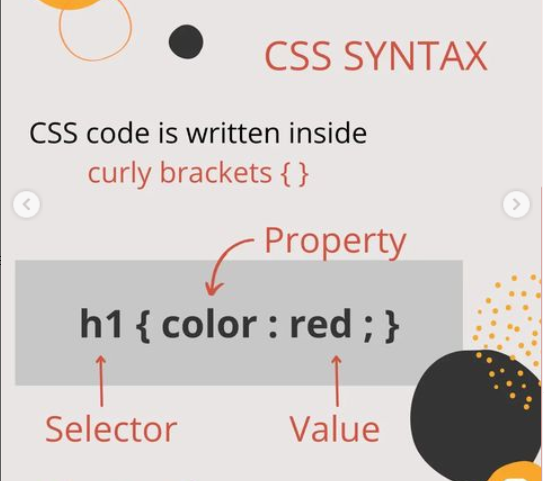 CSS SYNTAX
CSS code is written inside
curly brackets { }
Property
h1 { color : red ; }
Selector Value